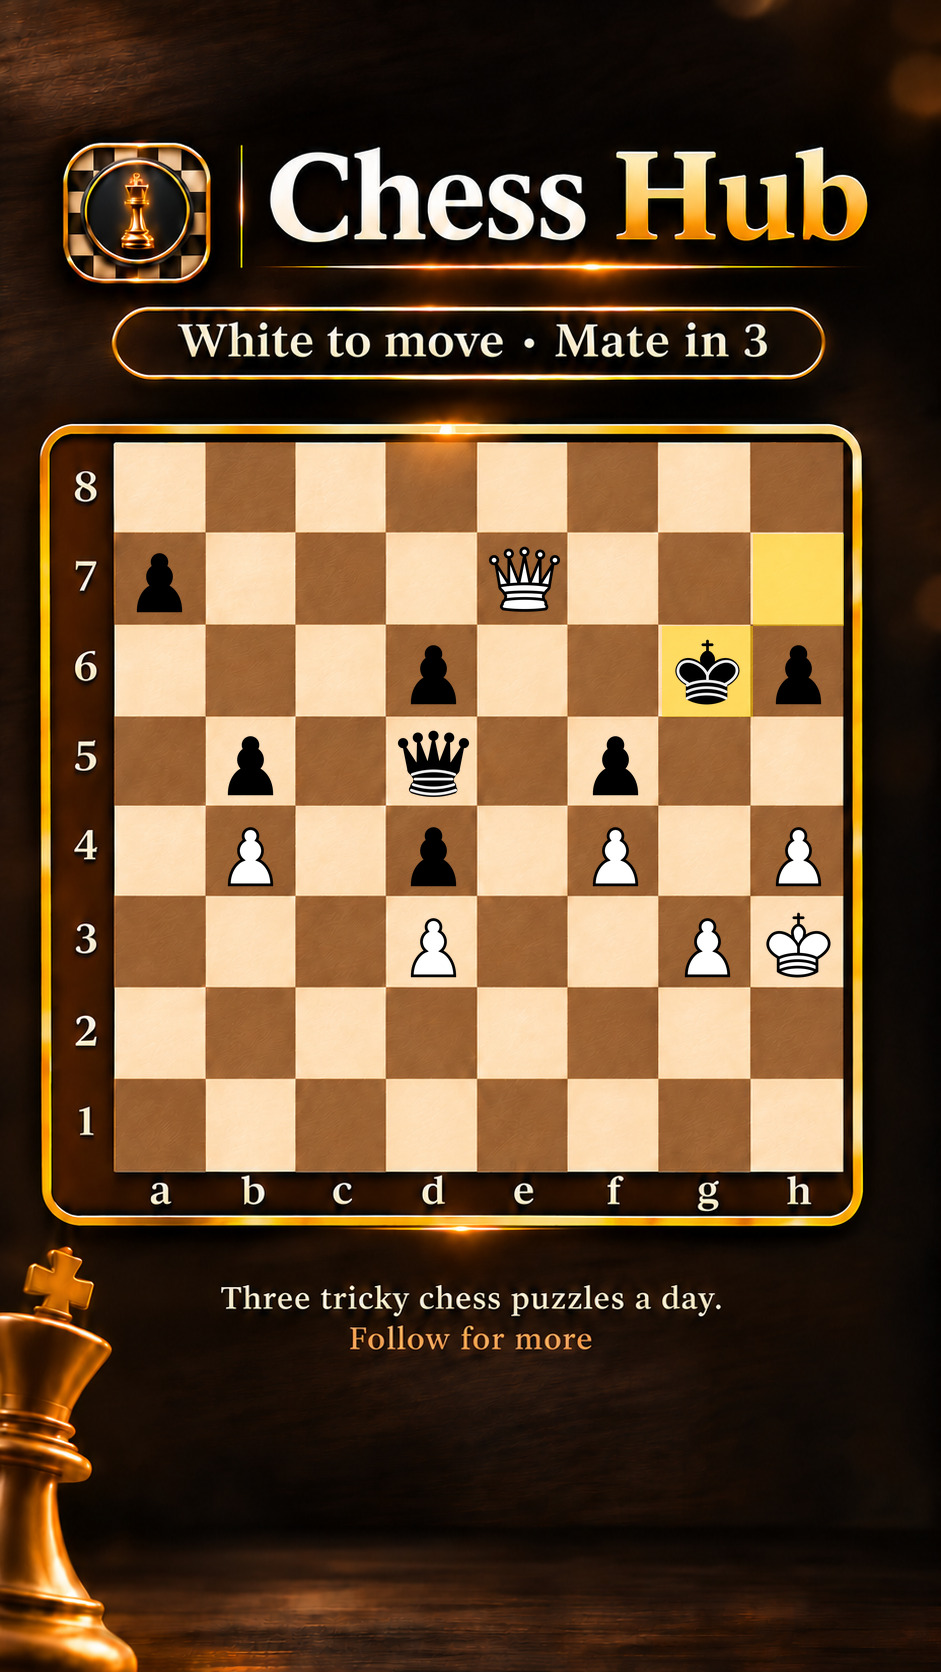 Chess Hub
White to move • Mate in 3
8
7
6
5
4
3
2
1
a b c d e f g h
Three tricky chess puzzles a day.
Follow for more